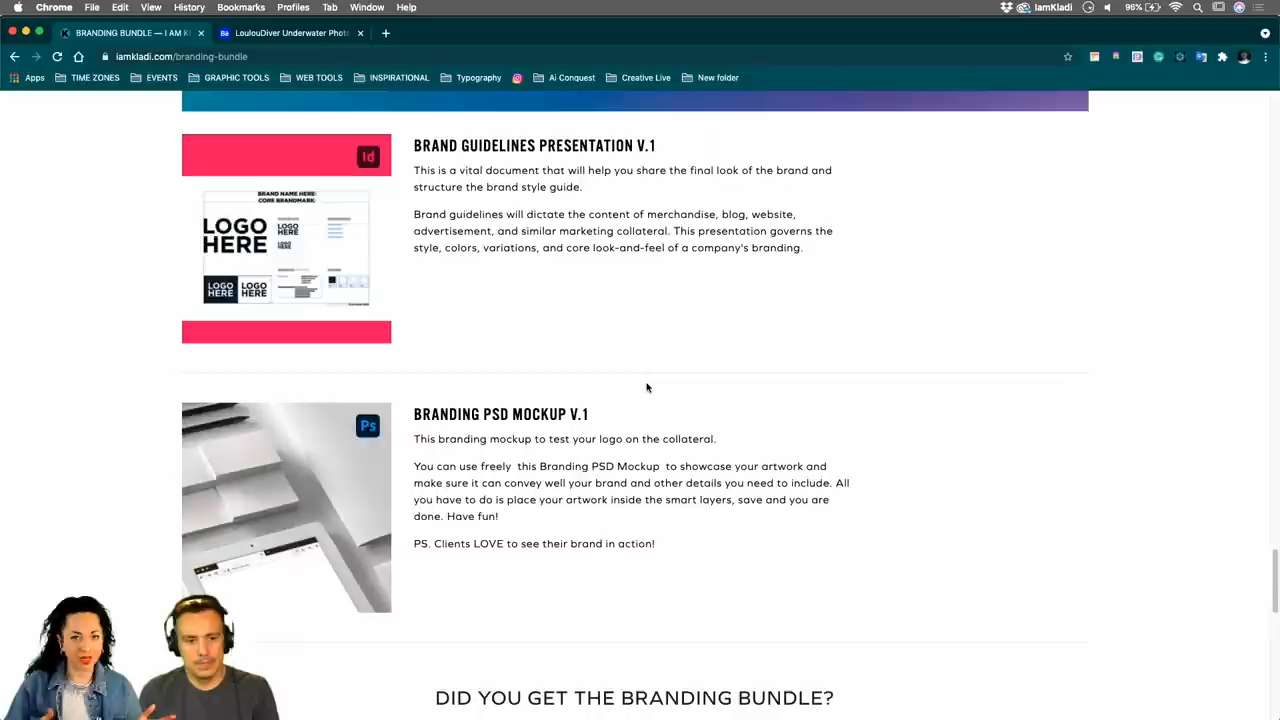 Chrome File Edit View History Bookmarks Profiles Tab Window Help IamKladi 96%
BRANDING BUNDLE — I AM K LoulouDiver Underwater Phot
iamkladi.com/branding-bundle
Apps TIME ZONES EVENTS GRAPHIC TOOLS WEB TOOLS INSPIRATIONAL Typography Ai Conquest Creative Live New folder
Id
BRAND NAME HERE
CORE BRANDMARK
LOGO
HERE
LOGO
HERE
LOGO
HERE
LOGO
HERE
LOGO
HERE
BRAND GUIDELINES PRESENTATION V.1
This is a vital document that will help you share the final look of the brand and
structure the brand style guide.
Brand guidelines will dictate the content of merchandise, blog, website,
advertisement, and similar marketing collateral. This presentation governs the
style, colors, variations, and core look-and-feel of a company's branding.
Ps
BRANDING PSD MOCKUP V.1
This branding mockup to test your logo on the collateral.
You can use freely this Branding PSD Mockup to showcase your artwork and
make sure it can convey well your brand and other details you need to include. All
you have to do is place your artwork inside the smart layers, save and you are
done. Have fun!
PS. Clients LOVE to see their brand in action!
DID YOU GET THE BRANDING BUNDLE?